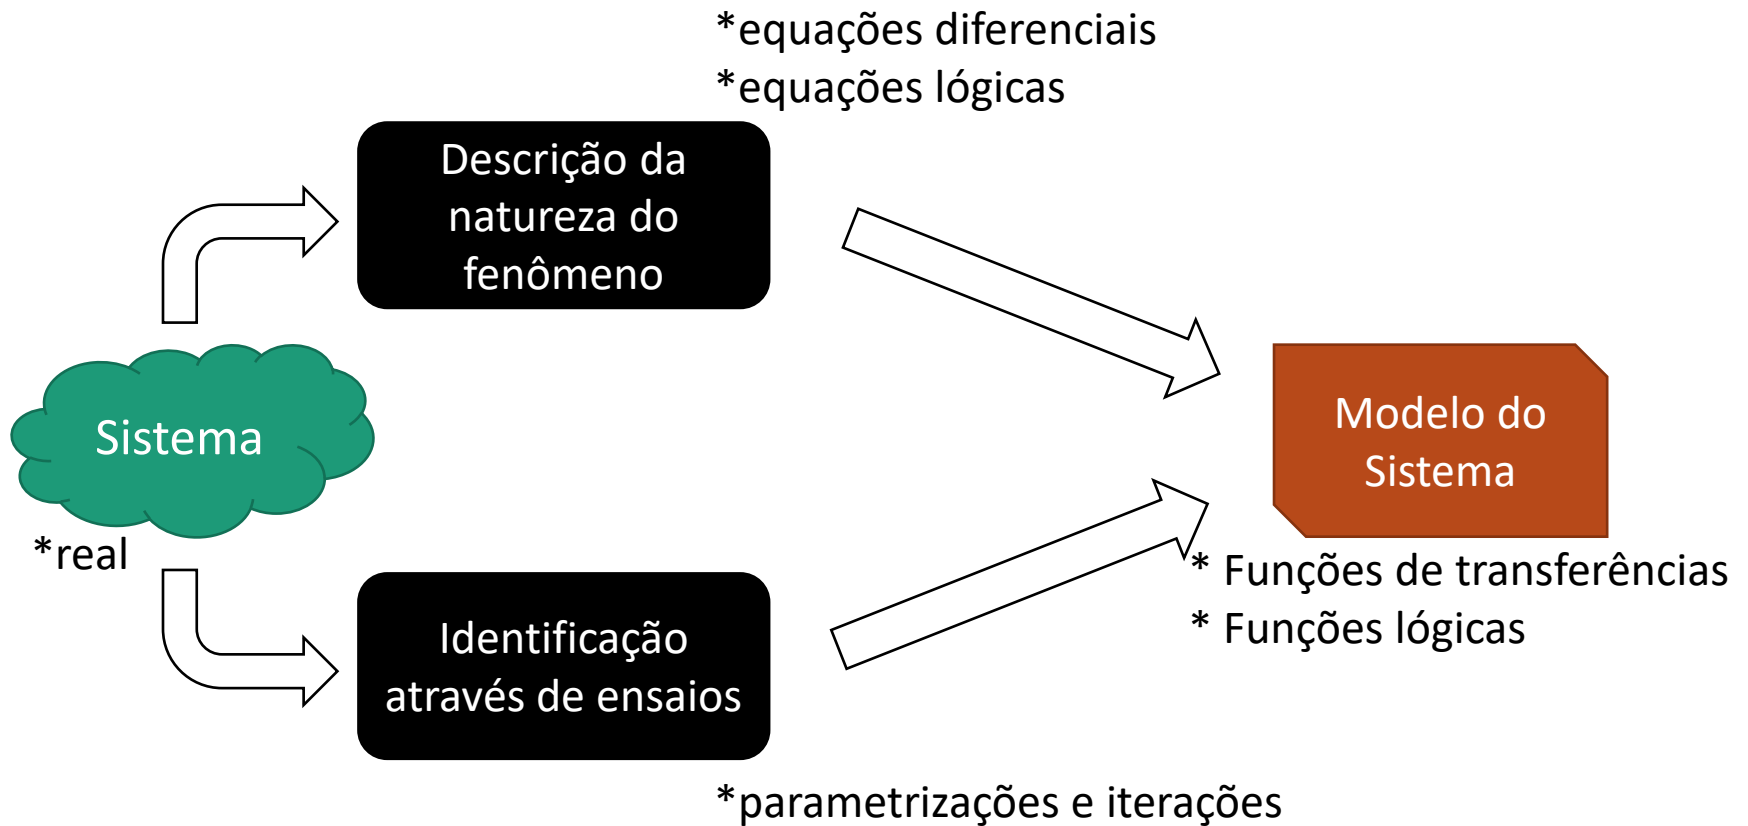 *equações diferenciais
*equações lógicas
Descrição da
natureza do
fenômeno
Sistema
*real
Modelo do
Sistema
* Funções de transferências
* Funções lógicas
Identificação
através de ensaios
*parametrizações e iterações